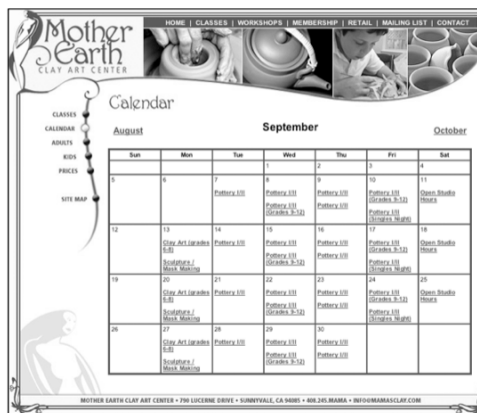 Mother
Earth
CLAY ART CENTER
HOME | CLASSES | WORKSHOPS | MEMBERSHIP | RETAIL | MAILING LIST | CONTACT
CLASSES
CALENDAR
ADULTS
KIDS
PRICES
SITE MAP
Calendar
August September October
Sun Mon Tue Wed Thu Fri Sat
1 2 3 4
5 6 7 8 9 10 11
Pottery I/II Pottery I/II Pottery I/II Pottery I/II Open Studio
(Grades 9-12) Hours
Pottery I/II Pottery I/II
(Grades 9-12) Pottery I/II
(Singles Night)
12 13 14 15 16 17 18
Clay Art (grades Pottery I/II Pottery I/II Pottery I/II Pottery I/II Open Studio
6-8) (Grades 9-12) Hours
Pottery I/II Pottery I/II
Sculpture / (Grades 9-12) Pottery I/II
Mask Making (Singles Night)
19 20 21 22 23 24 25
Clay Art (grades Pottery I/II Pottery I/II Pottery I/II Pottery I/II Open Studio
6-8) (Grades 9-12) Hours
Pottery I/II Pottery I/II
Sculpture / (Grades 9-12) Pottery I/II
Mask Making (Singles Night)
26 27 28 29 30
Clay Art (grades Pottery I/II Pottery I/II Pottery I/II
6-8)
Pottery I/II Pottery I/II
Sculpture / (Grades 9-12)
Mask Making
MOTHER EARTH CLAY ART CENTER • 790 LUCERNE DRIVE • SUNNYVALE, CA 94085 • 408.245.MAMA • INFO@MAMASCLAY.COM